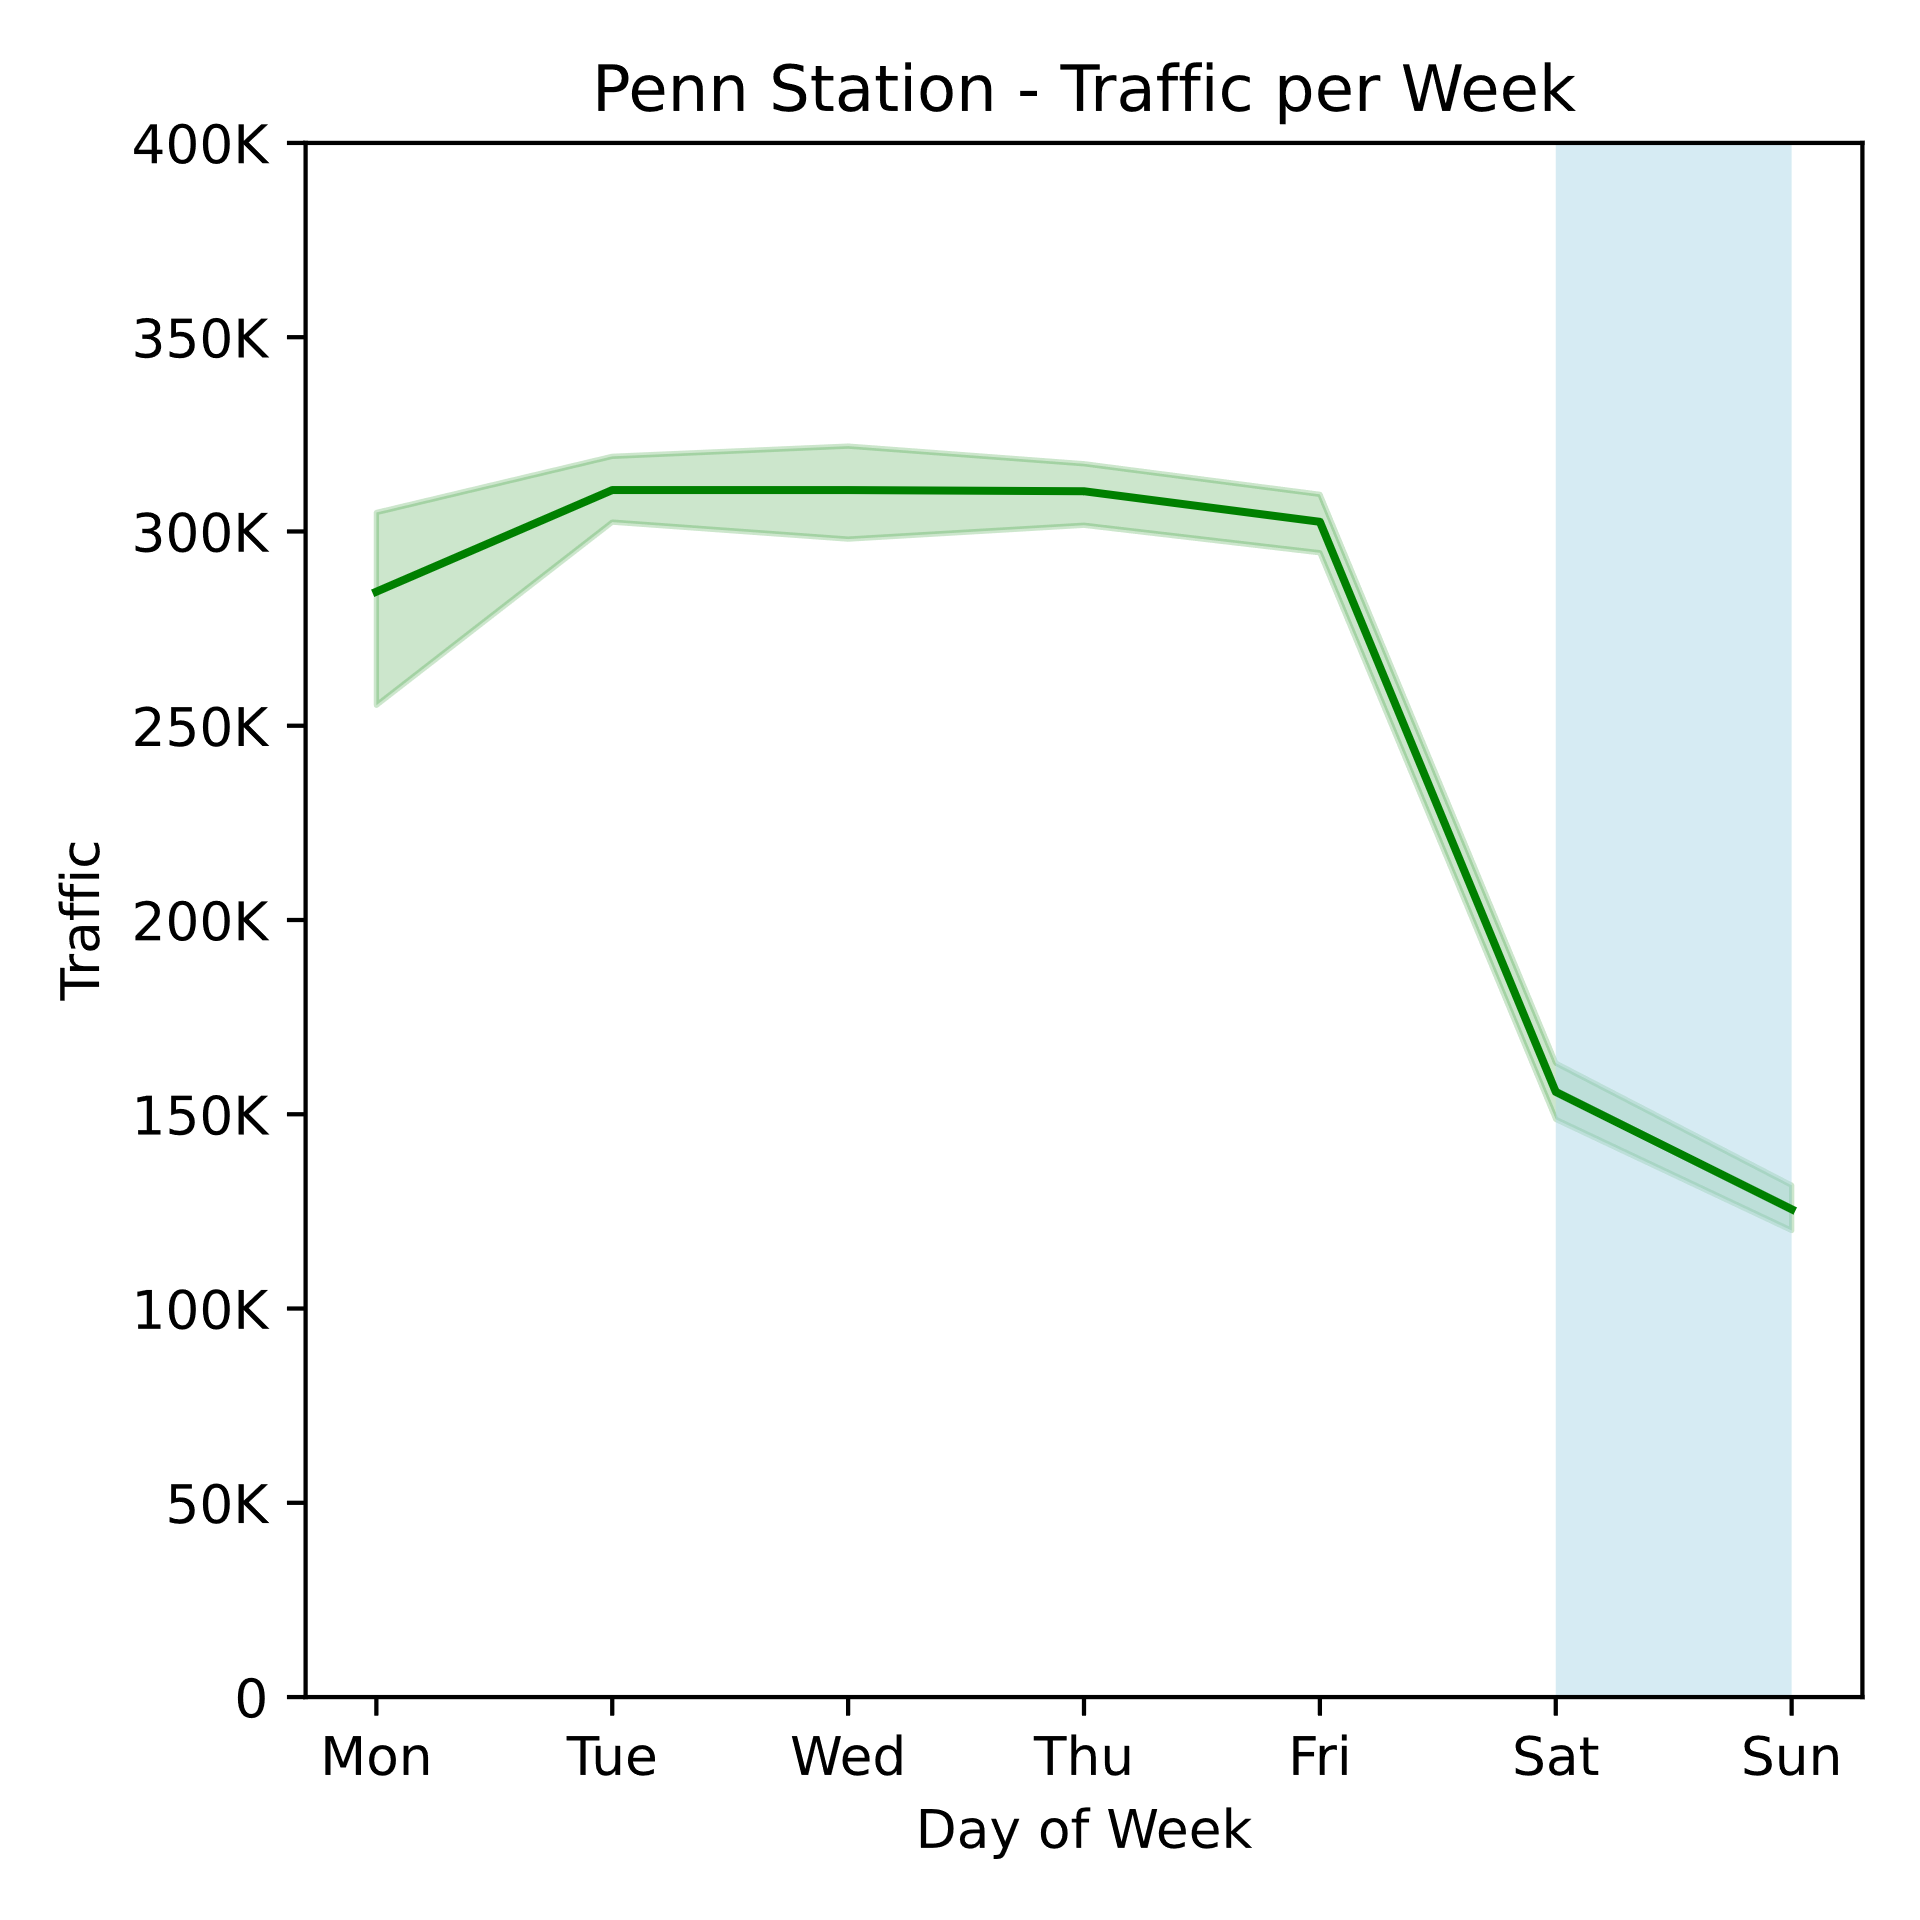 Penn Station - Traffic per Week
400K
350K
300K
250K
200K
150K
100K
50K
0
Traffic
Mon Tue Wed Thu Fri Sat Sun
Day of Week